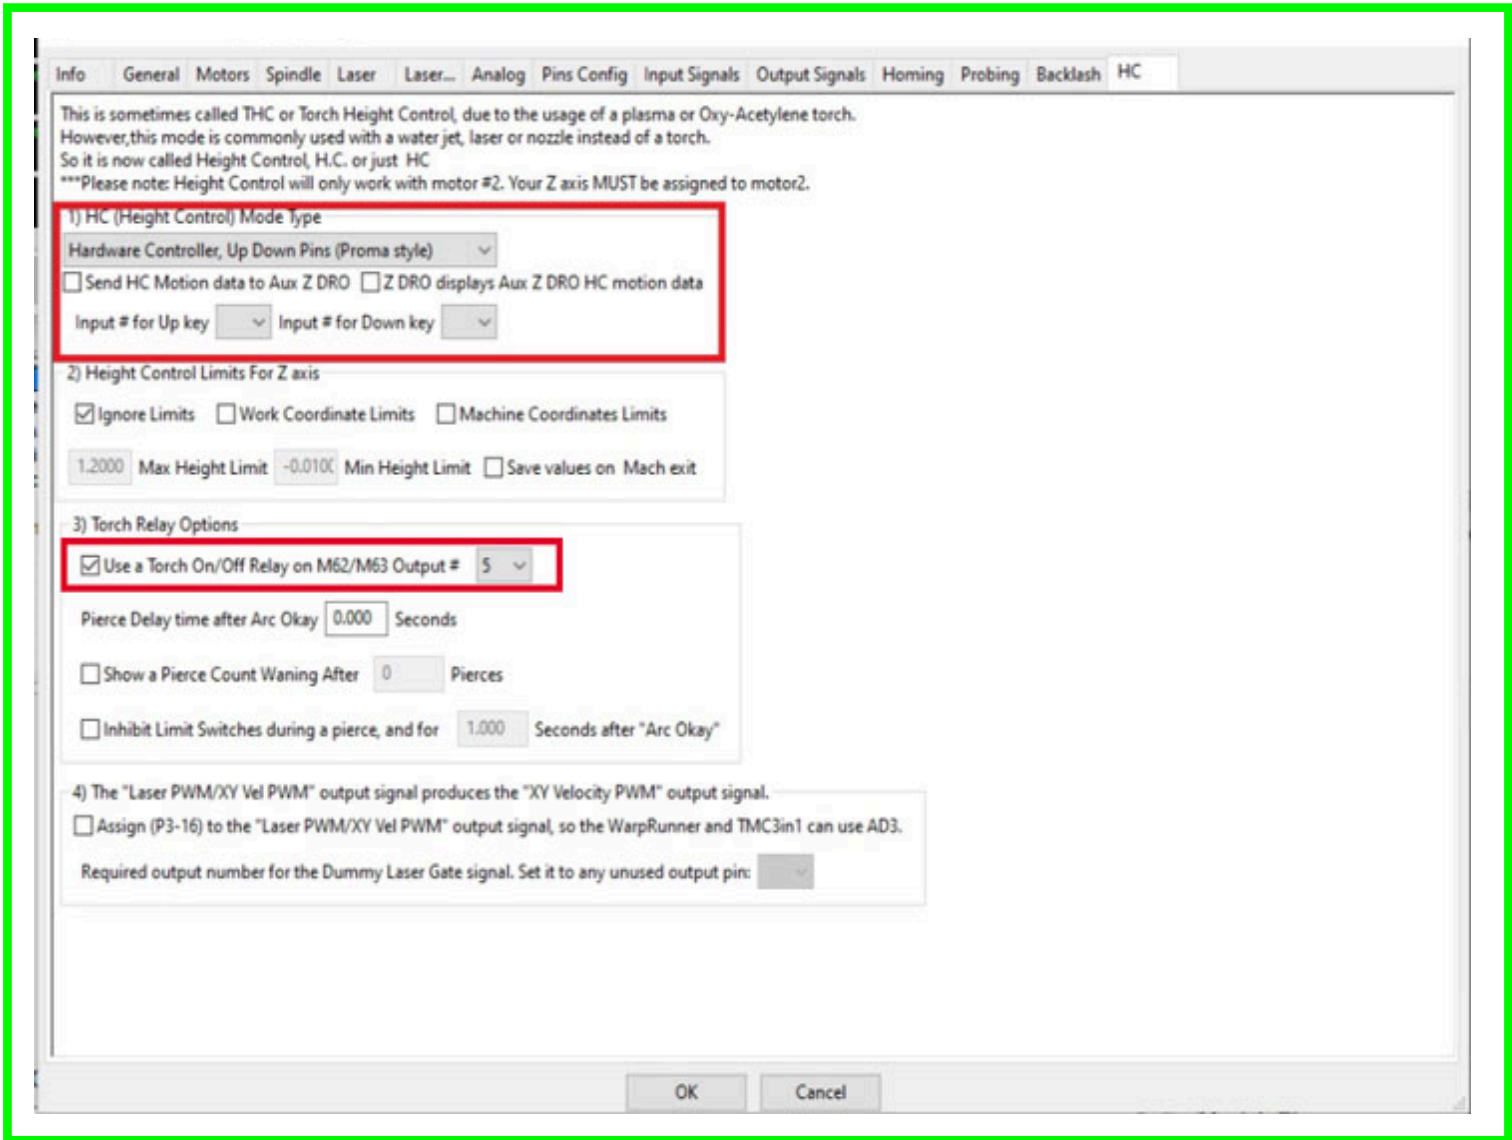 Info General Motors Spindle Laser Laser... Analog Pins Config Input Signals Output Signals Homing Probing Backlash HC
This is sometimes called THC or Torch Height Control, due to the usage of a plasma or Oxy-Acetylene torch.
However,this mode is commonly used with a water jet, laser or nozzle instead of a torch.
So it is now called Height Control, H.C. or just HC
***Please note: Height Control will only work with motor #2. Your Z axis MUST be assigned to motor2.
1) HC (Height Control) Mode Type
Hardware Controller, Up Down Pins (Proma style)
Send HC Motion data to Aux Z DRO Z DRO displays Aux Z DRO HC motion data
Input # for Up key Input # for Down key
2) Height Control Limits For Z axis
Ignore Limits Work Coordinate Limits Machine Coordinates Limits
1.2000 Max Height Limit -0.010( Min Height Limit Save values on Mach exit
3) Torch Relay Options
Use a Torch On/Off Relay on M62/M63 Output # 5
Pierce Delay time after Arc Okay 0.000 Seconds
Show a Pierce Count Waning After 0 Pierces
Inhibit Limit Switches during a pierce, and for 1.000 Seconds after "Arc Okay"
4) The "Laser PWM/XY Vel PWM" output signal produces the "XY Velocity PWM" output signal.
Assign (P3-16) to the "Laser PWM/XY Vel PWM" output signal, so the WarpRunner and TMC3in1 can use AD3.
Required output number for the Dummy Laser Gate signal. Set it to any unused output pin:
OK Cancel